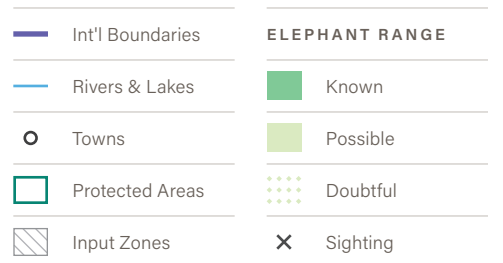 Int'l Boundaries
Rivers & Lakes
Towns
Protected Areas
Input Zones
ELEPHANT RANGE
Known
Possible
Doubtful
Sighting